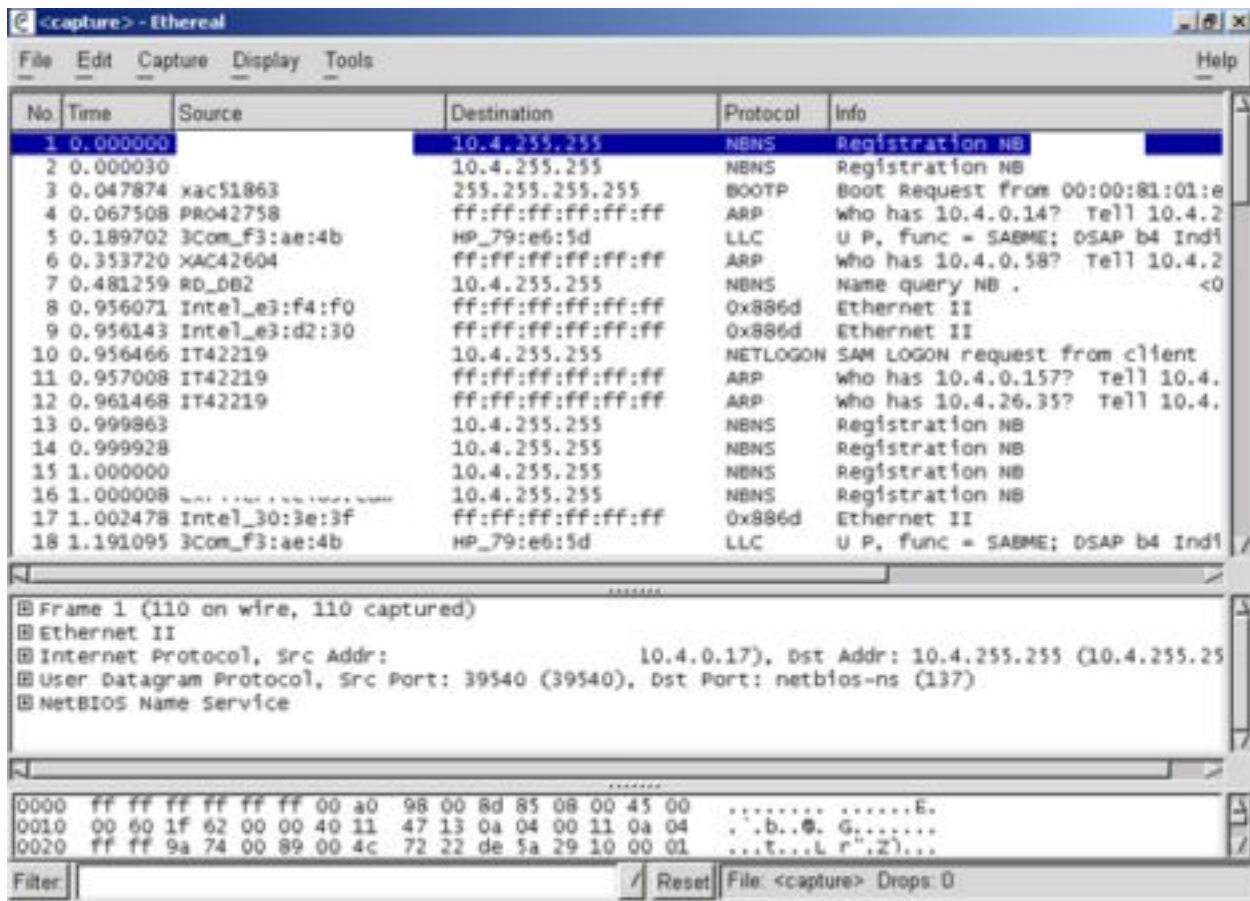 <capture> - Ethereal
File Edit Capture Display Tools Help
No. Time Source Destination Protocol Info
1 0.000000 10.4.255.255 NBNS Registration NB
2 0.000030 10.4.255.255 NBNS Registration NB
3 0.047874 xac51863 255.255.255.255 BOOTP Boot Request from 00:00:81:01:e
4 0.067508 PRO42758 ff:ff:ff:ff:ff:ff ARP Who has 10.4.0.14? Tell 10.4.2
5 0.189702 3Com_f3:ae:4b HP_79:e6:5d LLC U P, func = SABME; DSAP b4 Indi
6 0.353720 XAC42604 ff:ff:ff:ff:ff:ff ARP Who has 10.4.0.58? Tell 10.4.2
7 0.481259 RD_DB2 10.4.255.255 NBNS Name query NB . <0
8 0.956071 Intel_e3:f4:f0 ff:ff:ff:ff:ff:ff 0x886d Ethernet II
9 0.956143 Intel_e3:d2:30 ff:ff:ff:ff:ff:ff 0x886d Ethernet II
10 0.956466 IT42219 10.4.255.255 NETLOGON SAM LOGON request from client
11 0.957008 IT42219 ff:ff:ff:ff:ff:ff ARP Who has 10.4.0.157? Tell 10.4.
12 0.961468 IT42219 ff:ff:ff:ff:ff:ff ARP Who has 10.4.26.35? Tell 10.4.
13 0.999863 10.4.255.255 NBNS Registration NB
14 0.999928 10.4.255.255 NBNS Registration NB
15 1.000000 10.4.255.255 NBNS Registration NB
16 1.000008 10.4.255.255 NBNS Registration NB
17 1.002478 Intel_30:3e:3f ff:ff:ff:ff:ff:ff 0x886d Ethernet II
18 1.191095 3Com_f3:ae:4b HP_79:e6:5d LLC U P, func = SABME; DSAP b4 Indi
Frame 1 (110 on wire, 110 captured)
Ethernet II
Internet Protocol, Src Addr: 10.4.0.17), Dst Addr: 10.4.255.255 (10.4.255.25
User Datagram Protocol, Src Port: 39540 (39540), Dst Port: netbios-ns (137)
NetBIOS Name Service
0000 ff ff ff ff ff ff 00 a0 98 00 8d 85 08 00 45 00 ........ ......E.
0010 00 60 1f 62 00 00 40 11 47 13 0a 04 00 11 0a 04 .`.b..@. G.......
0020 ff ff 9a 74 00 89 00 4c 72 22 de 5a 29 10 00 01 ...t...L r".Z)...
Filter: Reset File: <capture> Drops: 0